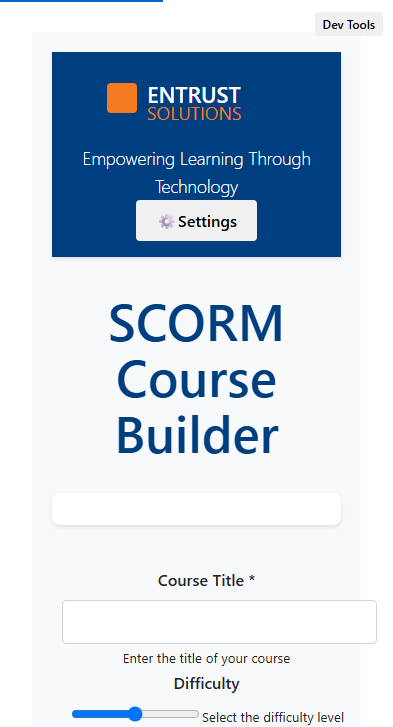 Dev Tools
ENTRUST
SOLUTIONS
Empowering Learning Through
Technology
Settings
SCORM
Course
Builder
Course Title *
Enter the title of your course
Difficulty
Select the difficulty level